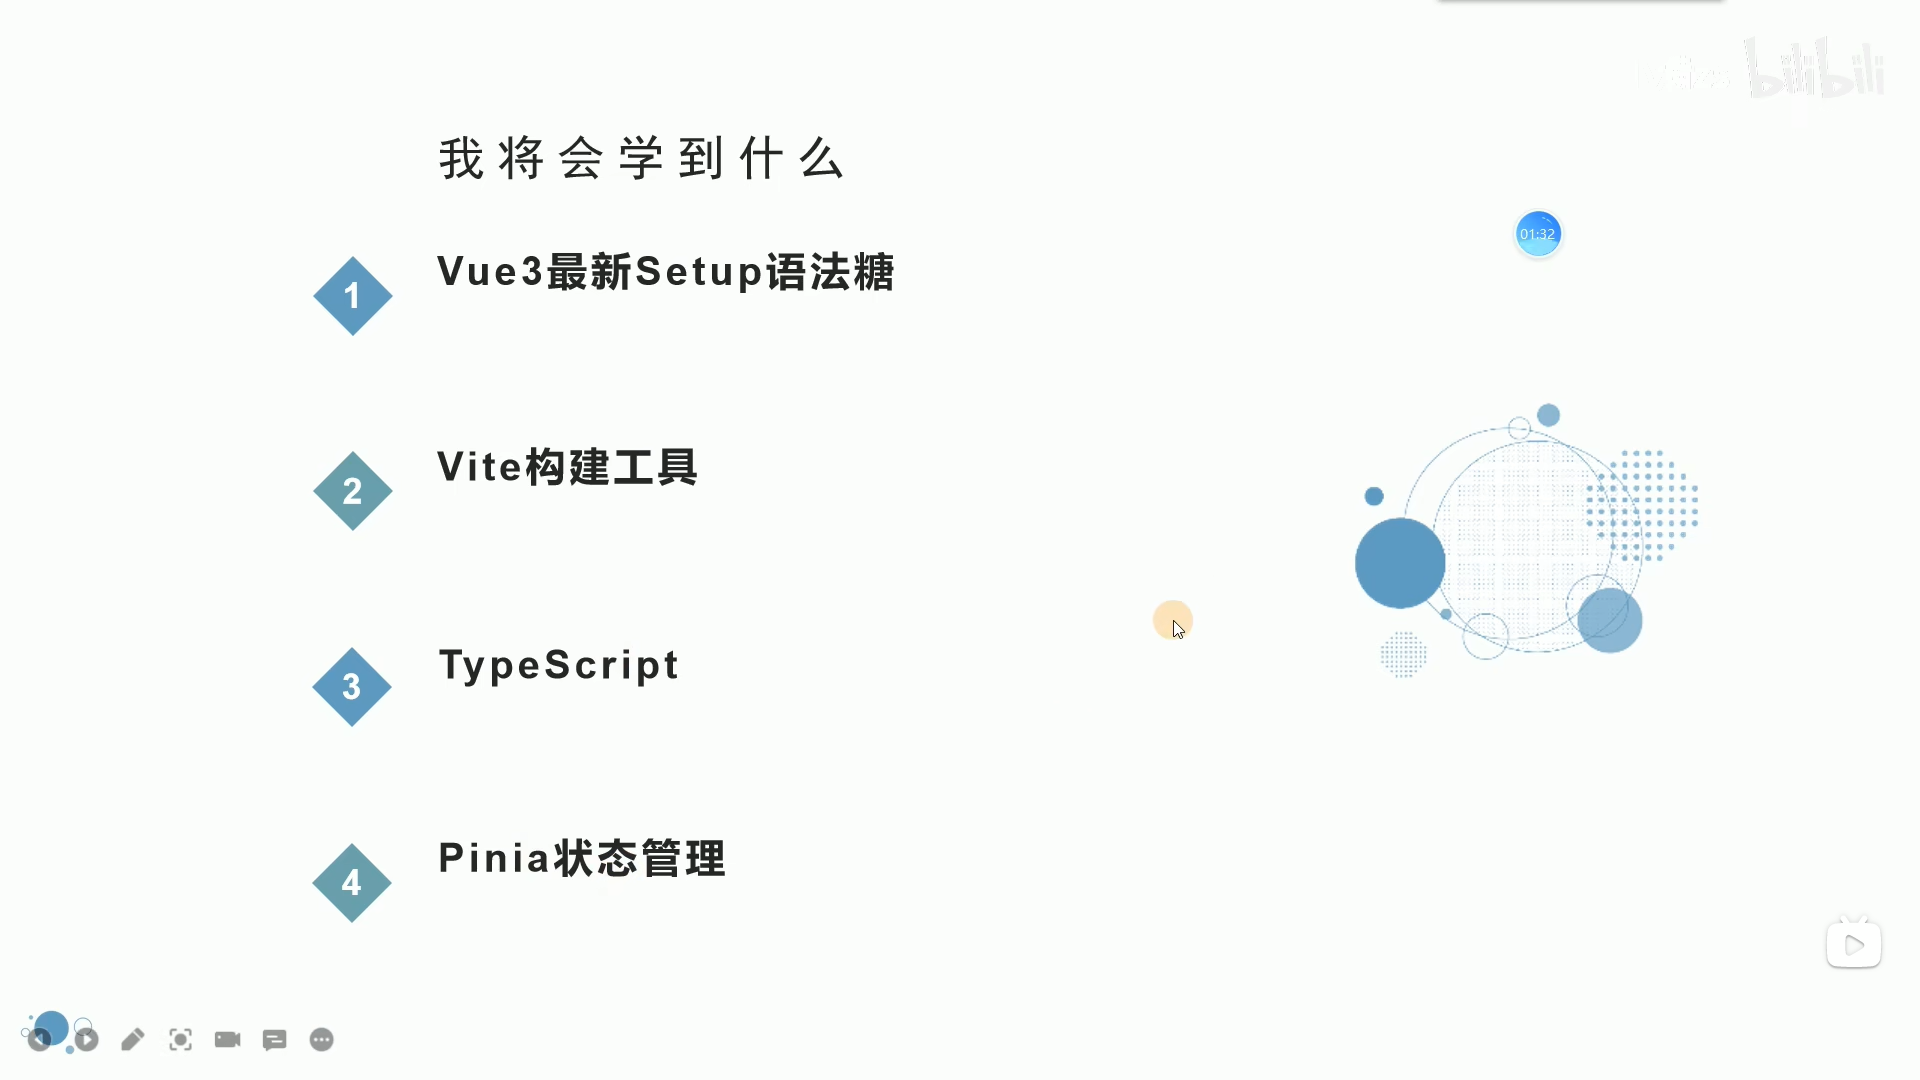 bilibili
我将会学到什么
01:32
1
Vue3最新Setup语法糖
2
Vite构建工具
3
TypeScript
4
Pinia状态管理